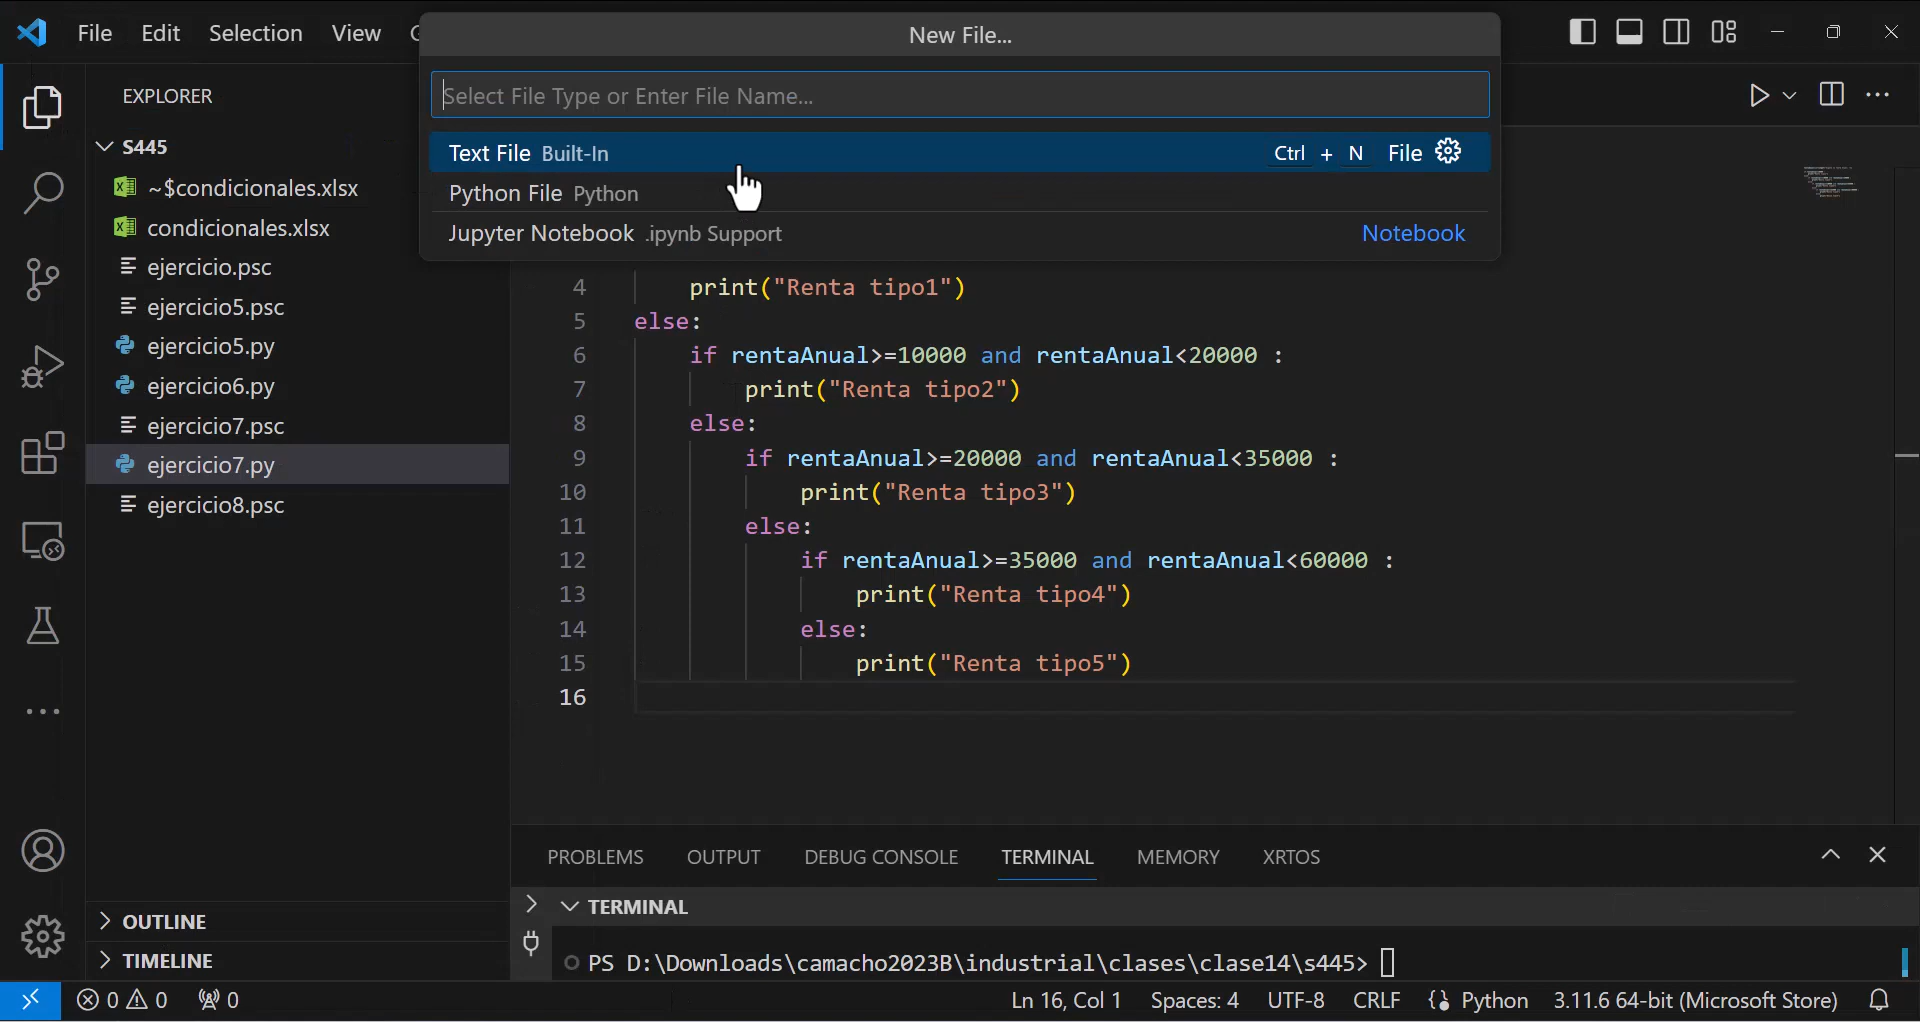 File Edit Selection View
New File...
Select File Type or Enter File Name...
Text File Built-In Ctrl + N File
Python File Python
Jupyter Notebook .ipynb Support Notebook
EXPLORER
S445
~$condicionales.xlsx
condicionales.xlsx
ejercicio.psc
ejercicio5.psc
ejercicio5.py
ejercicio6.py
ejercicio7.psc
ejercicio7.py
ejercicio8.psc
OUTLINE
TIMELINE
4 print("Renta tipo1")
5 else:
6 if rentaAnual>=10000 and rentaAnual<20000 :
7 print("Renta tipo2")
8 else:
9 if rentaAnual>=20000 and rentaAnual<35000 :
10 print("Renta tipo3")
11 else:
12 if rentaAnual>=35000 and rentaAnual<60000 :
13 print("Renta tipo4")
14 else:
15 print("Renta tipo5")
16
PROBLEMS OUTPUT DEBUG CONSOLE TERMINAL MEMORY XRTOS
TERMINAL
PS D:\Downloads\camacho2023B\industrial\clases\clase14\s445>
0 0 0 Ln 16, Col 1 Spaces: 4 UTF-8 CRLF Python 3.11.6 64-bit (Microsoft Store)